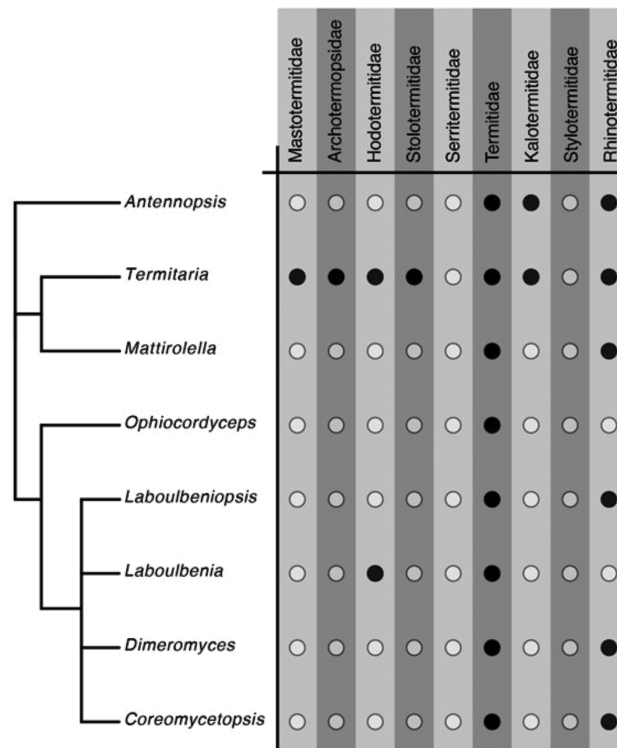 Mastotermitidae
Archotermopsidae
Hodotermitidae
Stolotermitidae
Serritermitidae
Termitidae
Kalotermitidae
Stylotermitidae
Rhinotermitidae
Antennopsis
Termitaria
Mattirolella
Ophiocordyceps
Laboulbeniopsis
Laboulbenia
Dimeromyces
Coreomycetopsis